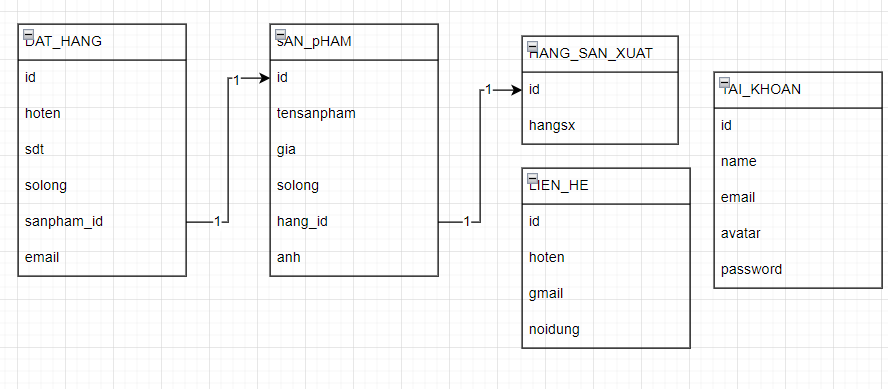 DAT_HANG
id
hoten
sdt
solong
sanpham_id
email
1
1
sAN_pHAM
id
tensanpham
gia
solong
hang_id
anh
1
1
HANG_SAN_XUAT
id
hangsx
LIEN_HE
id
hoten
gmail
noidung
TAI_KHOAN
id
name
email
avatar
password